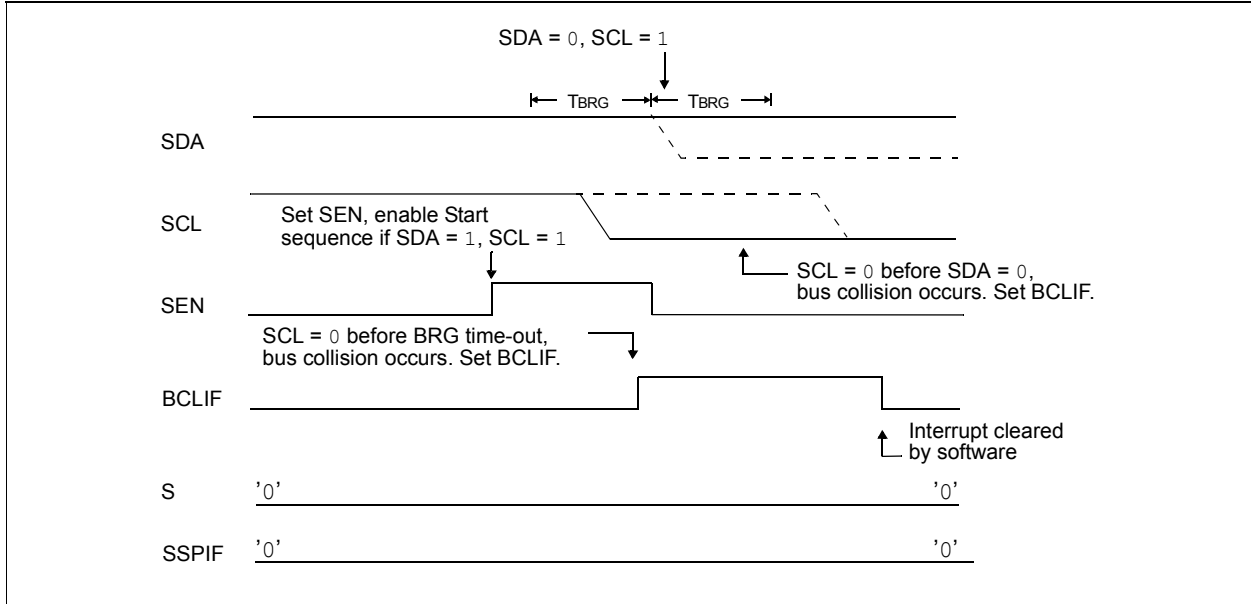 SDA = 0, SCL = 1
TBRG TBRG
SDA
SCL
Set SEN, enable Start
sequence if SDA = 1, SCL = 1
SCL = 0 before SDA = 0,
bus collision occurs. Set BCLIF.
SEN
SCL = 0 before BRG time-out,
bus collision occurs. Set BCLIF.
BCLIF
Interrupt cleared
by software
S '0' '0'
SSPIF '0' '0'